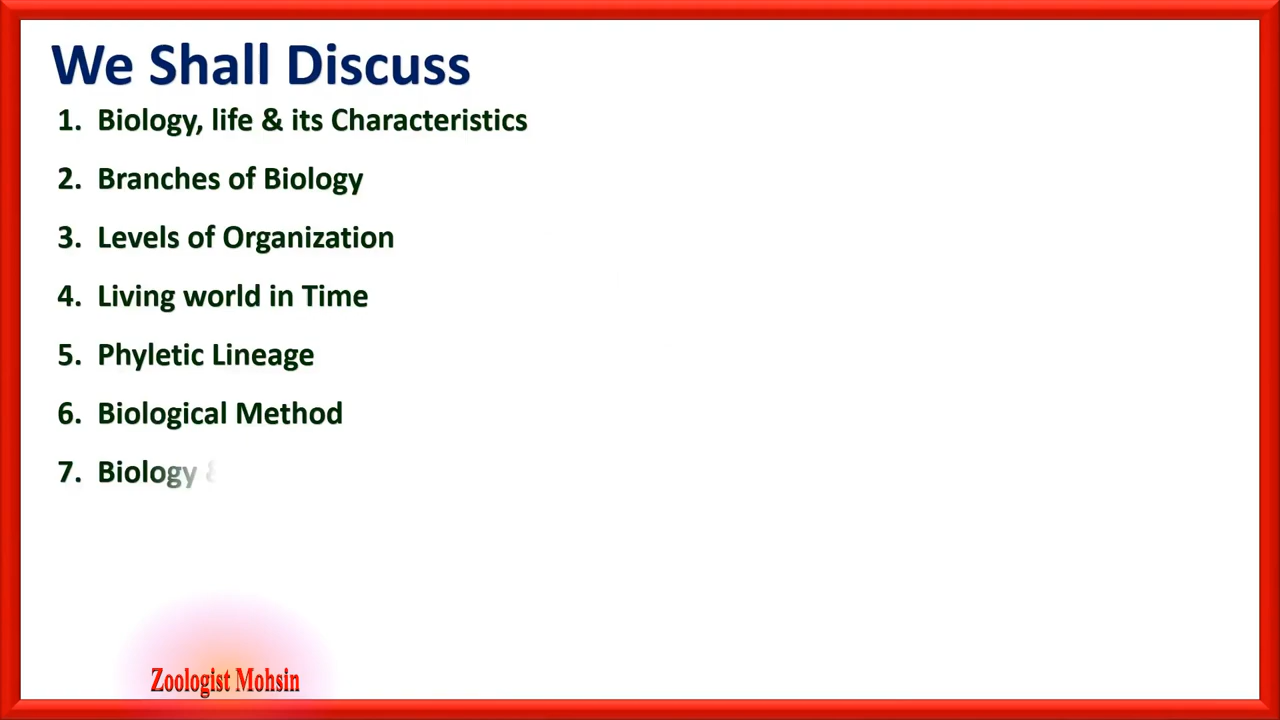 We Shall Discuss
1. Biology, life & its Characteristics
2. Branches of Biology
3. Levels of Organization
4. Living world in Time
5. Phyletic Lineage
6. Biological Method
7. Biology &
Zoologist Mohsin